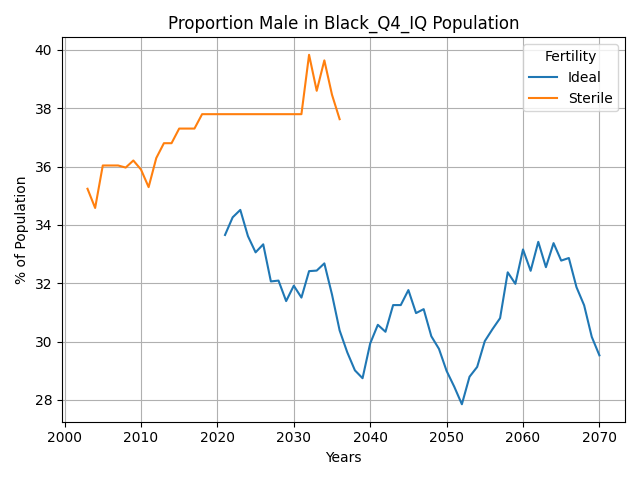 Proportion Male in Black_Q4_IQ Population
Fertility
Ideal
Sterile
% of Population
40
38
36
34
32
30
28
2000 2010 2020 2030 2040 2050 2060 2070
Years